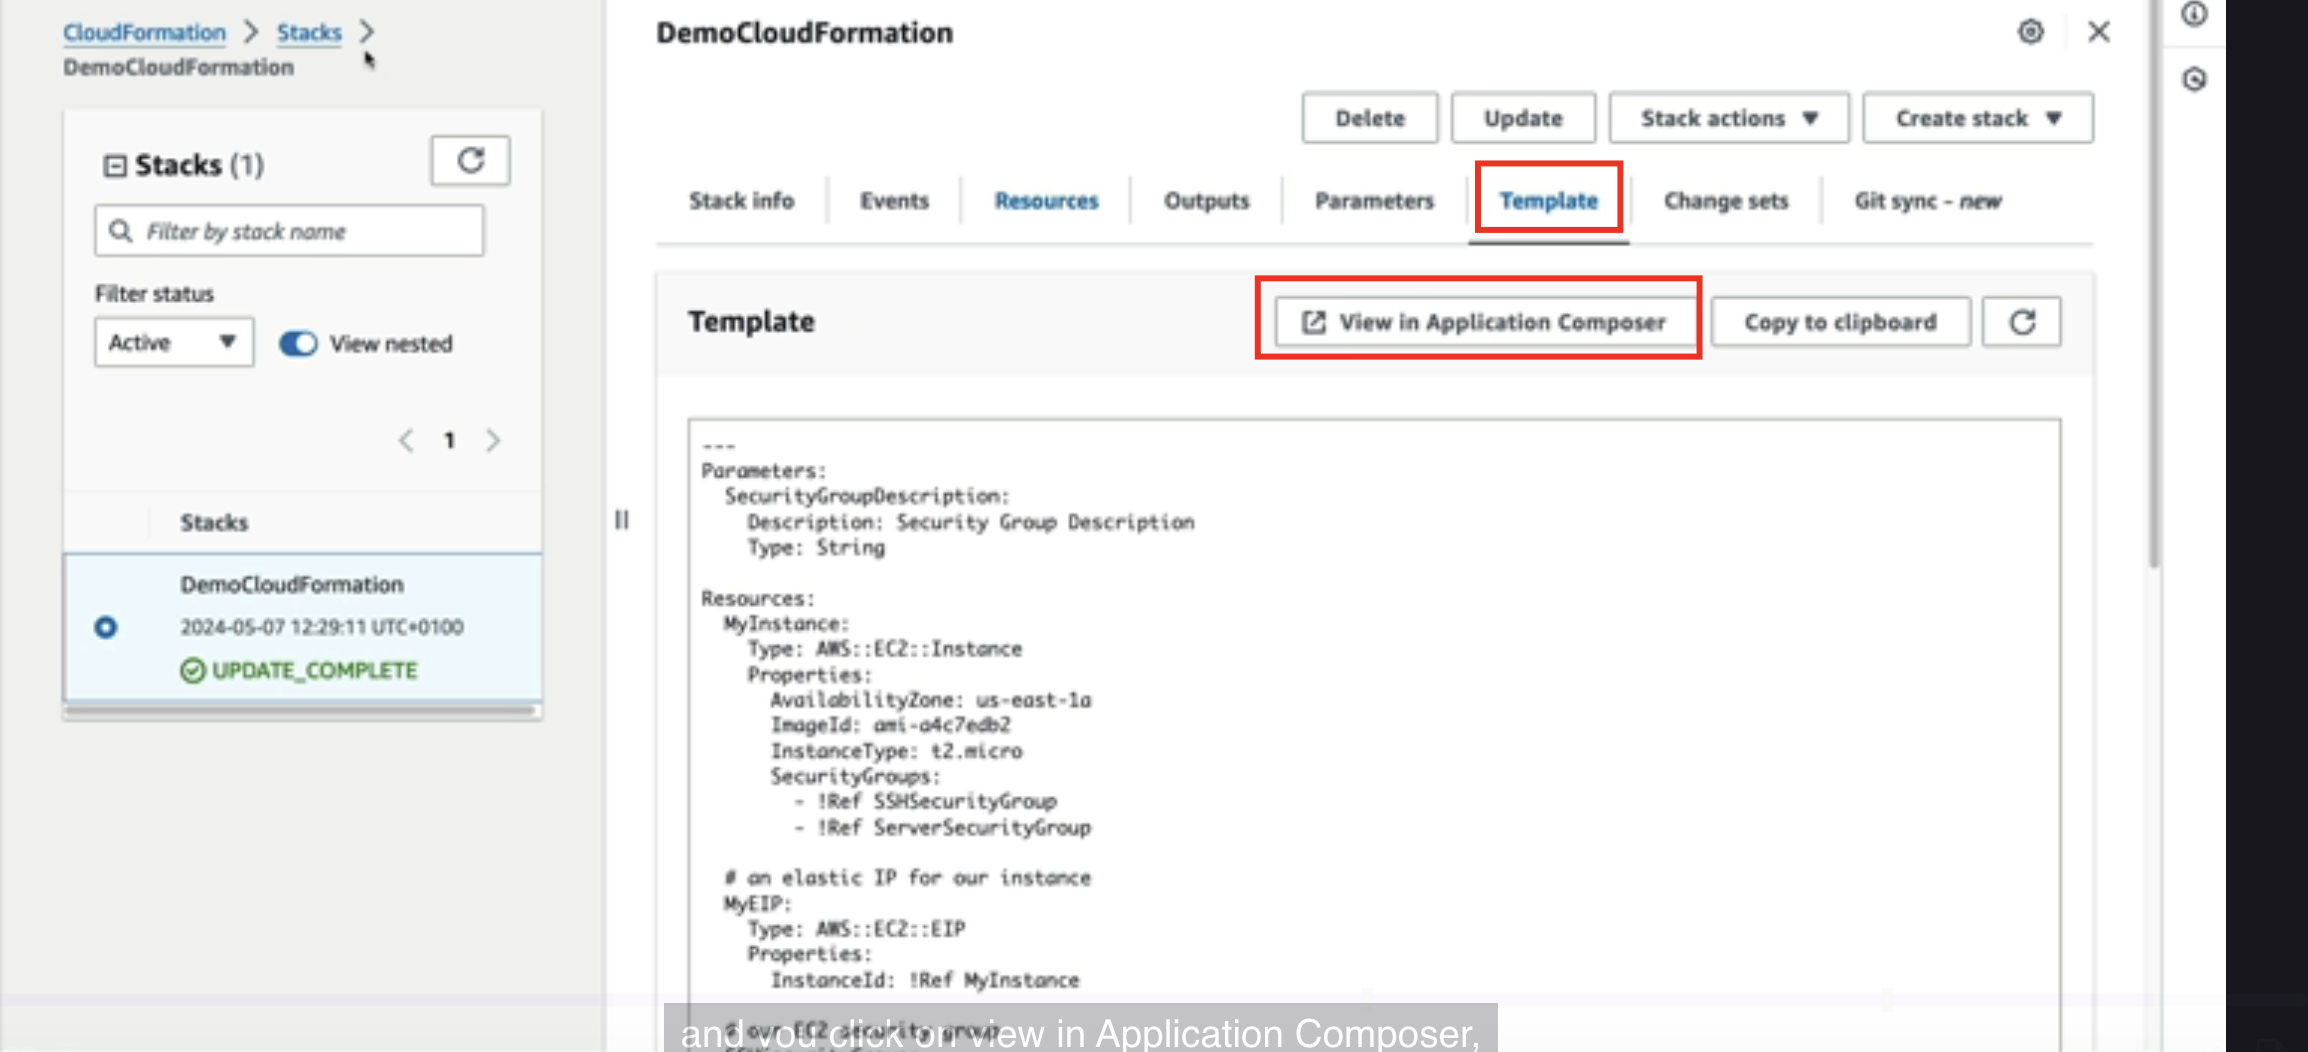 CloudFormation > Stacks >
DemoCloudFormation
Stacks (1)
Filter by stack name
Filter status
Active
View nested
1
Stacks
DemoCloudFormation
2024-05-07 12:29:11 UTC+0100
UPDATE_COMPLETE
DemoCloudFormation
Delete
Update
Stack actions
Create stack
Stack info
Events
Resources
Outputs
Parameters
Template
Change sets
Git sync - new
Template
View in Application Composer
Copy to clipboard
---
Parameters:
SecurityGroupDescription:
Description: Security Group Description
Type: String
Resources:
MyInstance:
Type: AWS::EC2::Instance
Properties:
AvailabilityZone: us-east-1a
ImageId: ami-a4c7edb2
InstanceType: t2.micro
SecurityGroups:
- !Ref SSHSecurityGroup
- !Ref ServerSecurityGroup
# an elastic IP for our instance
MyEIP:
Type: AWS::EC2::EIP
Properties:
InstanceId: !Ref MyInstance
# our EC2 security group
and you click on view in Application Composer,